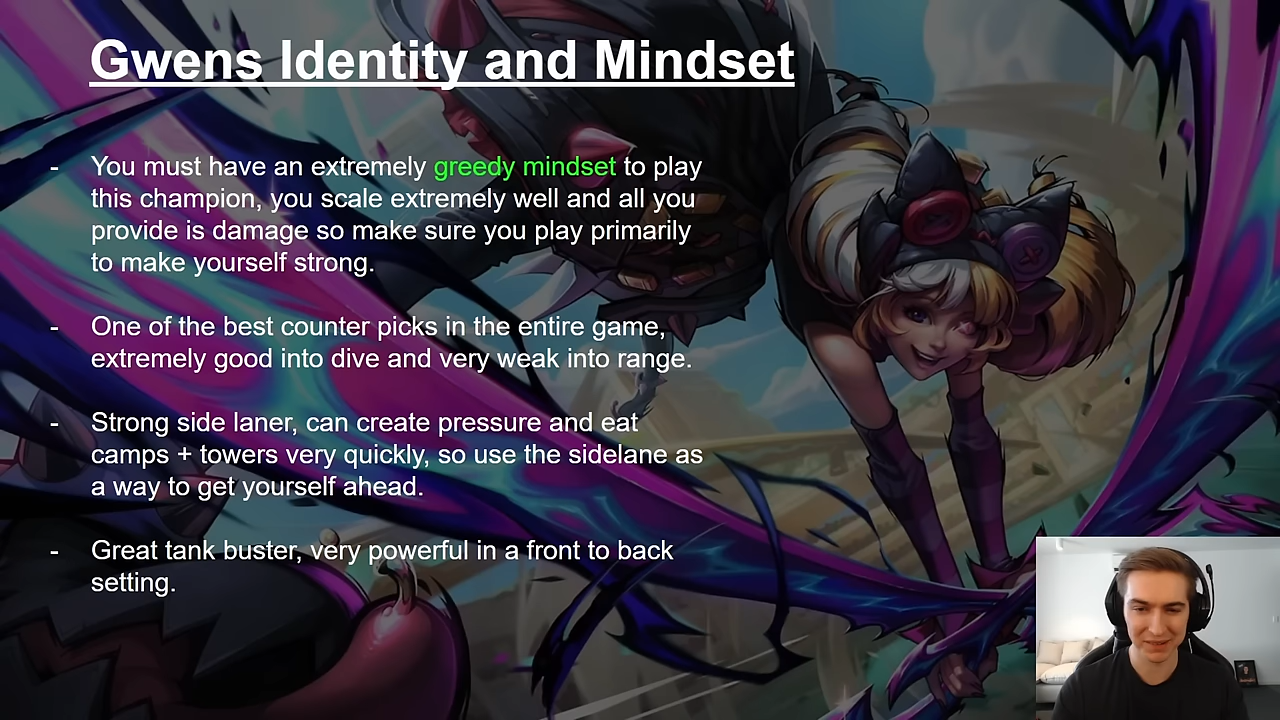 Gwens Identity and Mindset
- You must have an extremely greedy mindset to play
this champion, you scale extremely well and all you
provide is damage so make sure you play primarily
to make yourself strong.
- One of the best counter picks in the entire game,
extremely good into dive and very weak into range.
- Strong side laner, can create pressure and eat
camps + towers very quickly, so use the sidelane as
a way to get yourself ahead.
- Great tank buster, very powerful in a front to back
setting.